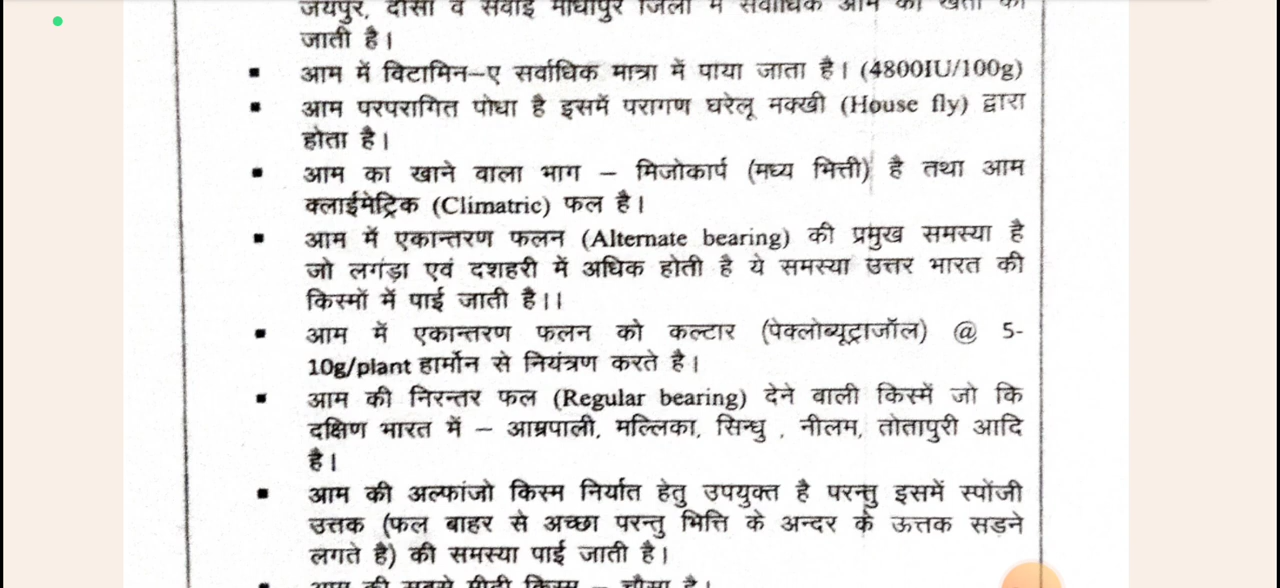 जयपुर, दौसा व सवाई माधोपुर जिलों में सर्वाधिक आम की खेती की
जाती है।
▪ आम में विटामिन–ए सर्वाधिक मात्रा में पाया जाता है। (4800IU/100g)
▪ आम परपरागित पोधा है इसमें परागण घरेलू मक्खी (House fly) द्वारा
होता है।
▪ आम का खाने वाला भाग – मिजोकार्प (मध्य भित्ती) है तथा आम
क्लाईमेट्रिक (Climatric) फल है।
▪ आम में एकान्तरण फलन (Alternate bearing) की प्रमुख समस्या है
जो लगंड़ा एवं दशहरी में अधिक होती है ये समस्या उत्तर भारत की
किस्मों में पाई जाती है।।
▪ आम में एकान्तरण फलन को कल्टार (पेक्लोब्यूट्राजॉल) @ 5-
10g/plant हार्मोन से नियंत्रण करते है।
▪ आम की निरन्तर फल (Regular bearing) देने वाली किस्में जो कि
दक्षिण भारत में – आम्रपाली, मल्लिका, सिन्धु , नीलम, तोतापुरी आदि
है।
▪ आम की अल्फांजो किस्म निर्यात हेतु उपयुक्त है परन्तु इसमें स्पोंजी
उत्तक (फल बाहर से अच्छा परन्तु भित्ति के अन्दर के ऊत्तक सड़ने
लगते है) की समस्या पाई जाती है।
▪ आम की सबसे मीठी किस्म – चौसा है।